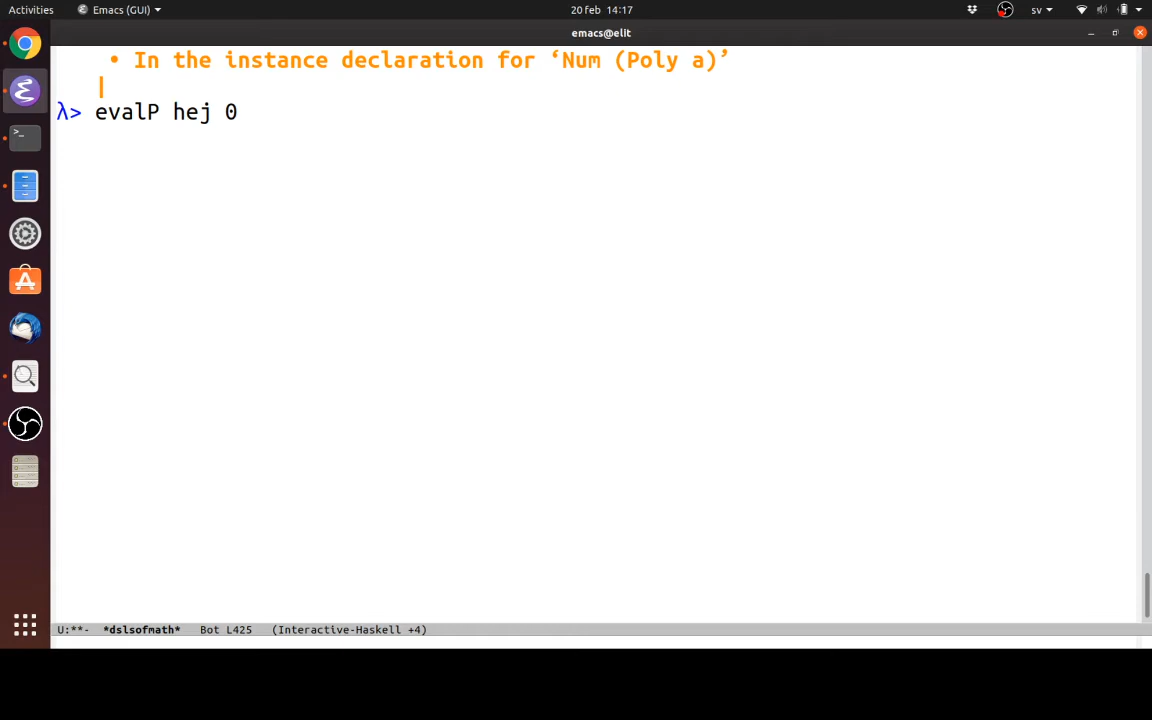 Activities
Emacs (GUI)
20 feb 14:17
sv
emacs@elit
• In the instance declaration for ‘Num (Poly a)’
|
λ> evalP hej 0
U:**- *dslsofmath* Bot L425 (Interactive-Haskell +4)